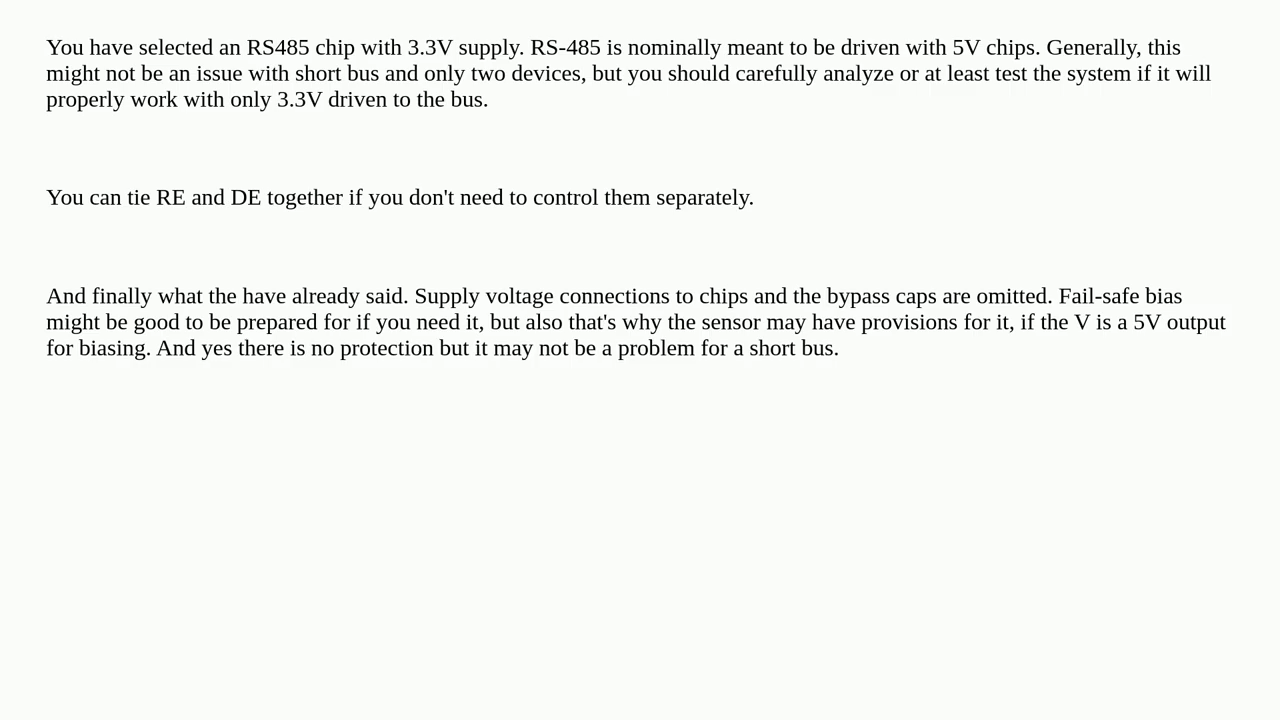 You have selected an RS485 chip with 3.3V supply. RS-485 is nominally meant to be driven with 5V chips. Generally, this
might not be an issue with short bus and only two devices, but you should carefully analyze or at least test the system if it will
properly work with only 3.3V driven to the bus.
You can tie RE and DE together if you don't need to control them separately.
And finally what the have already said. Supply voltage connections to chips and the bypass caps are omitted. Fail-safe bias
might be good to be prepared for if you need it, but also that's why the sensor may have provisions for it, if the V is a 5V output
for biasing. And yes there is no protection but it may not be a problem for a short bus.